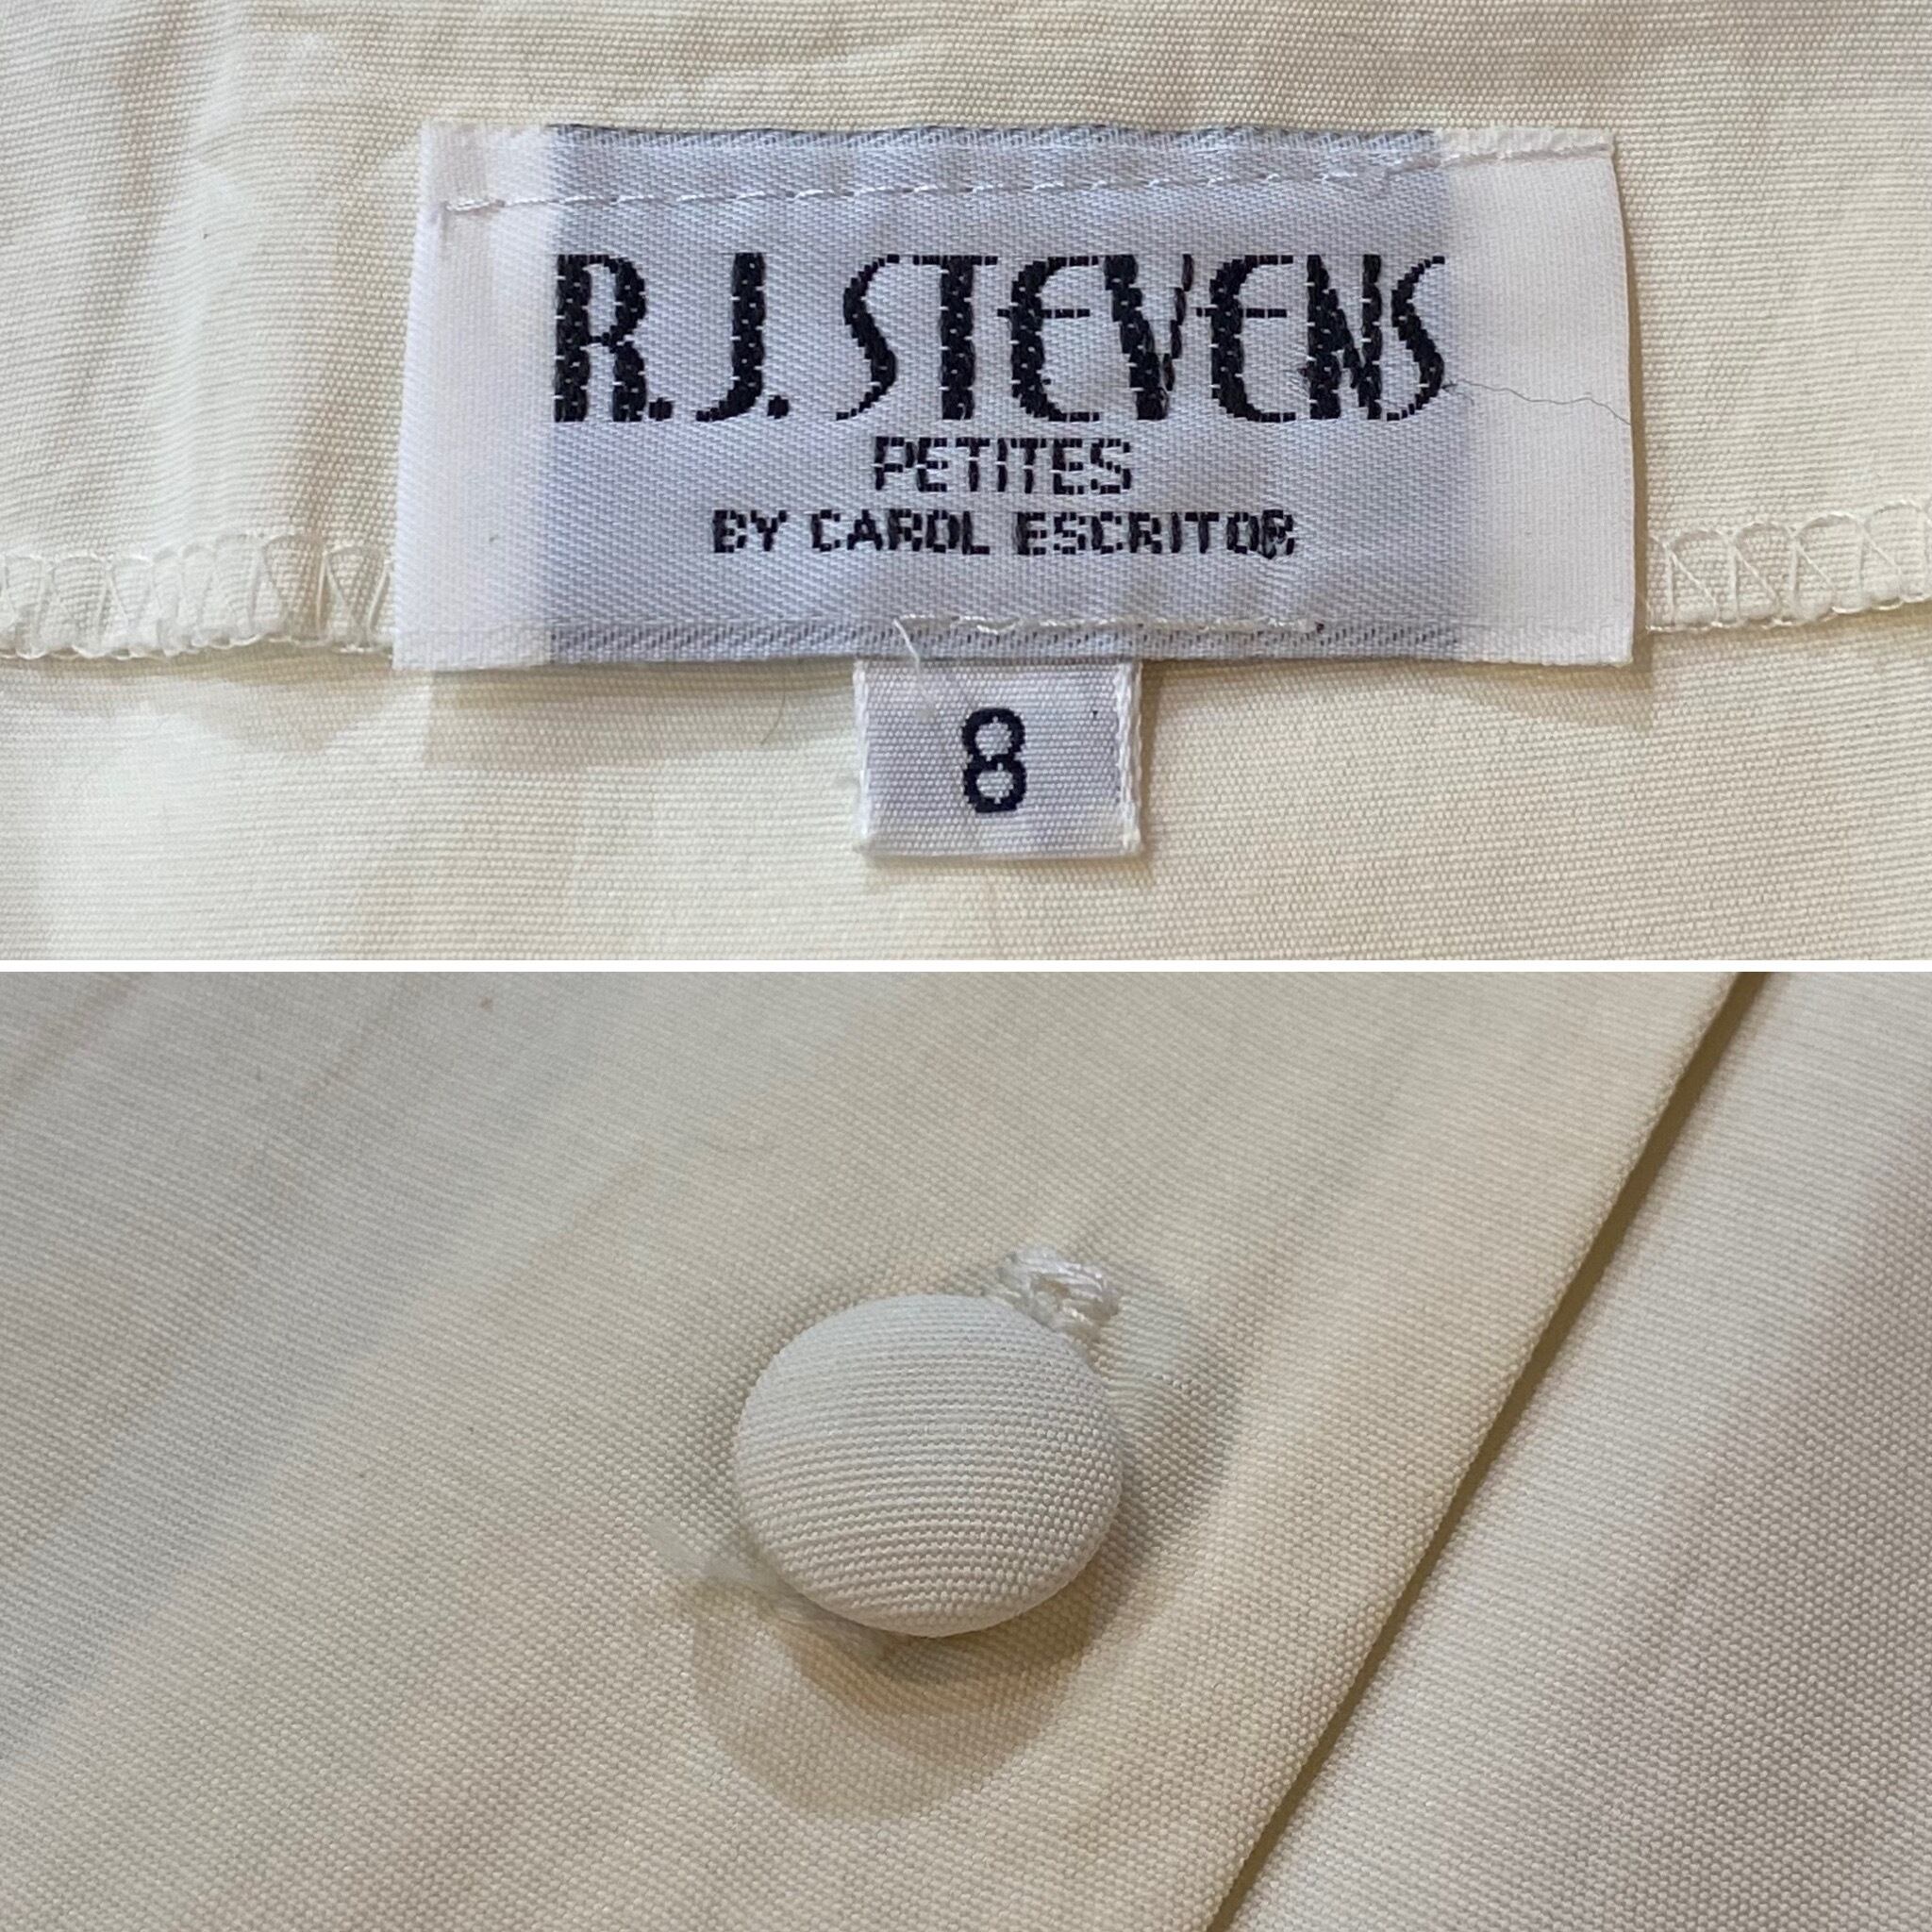 R.J. STEVENS
PETITES
BY CAROL ESCRITOR
8